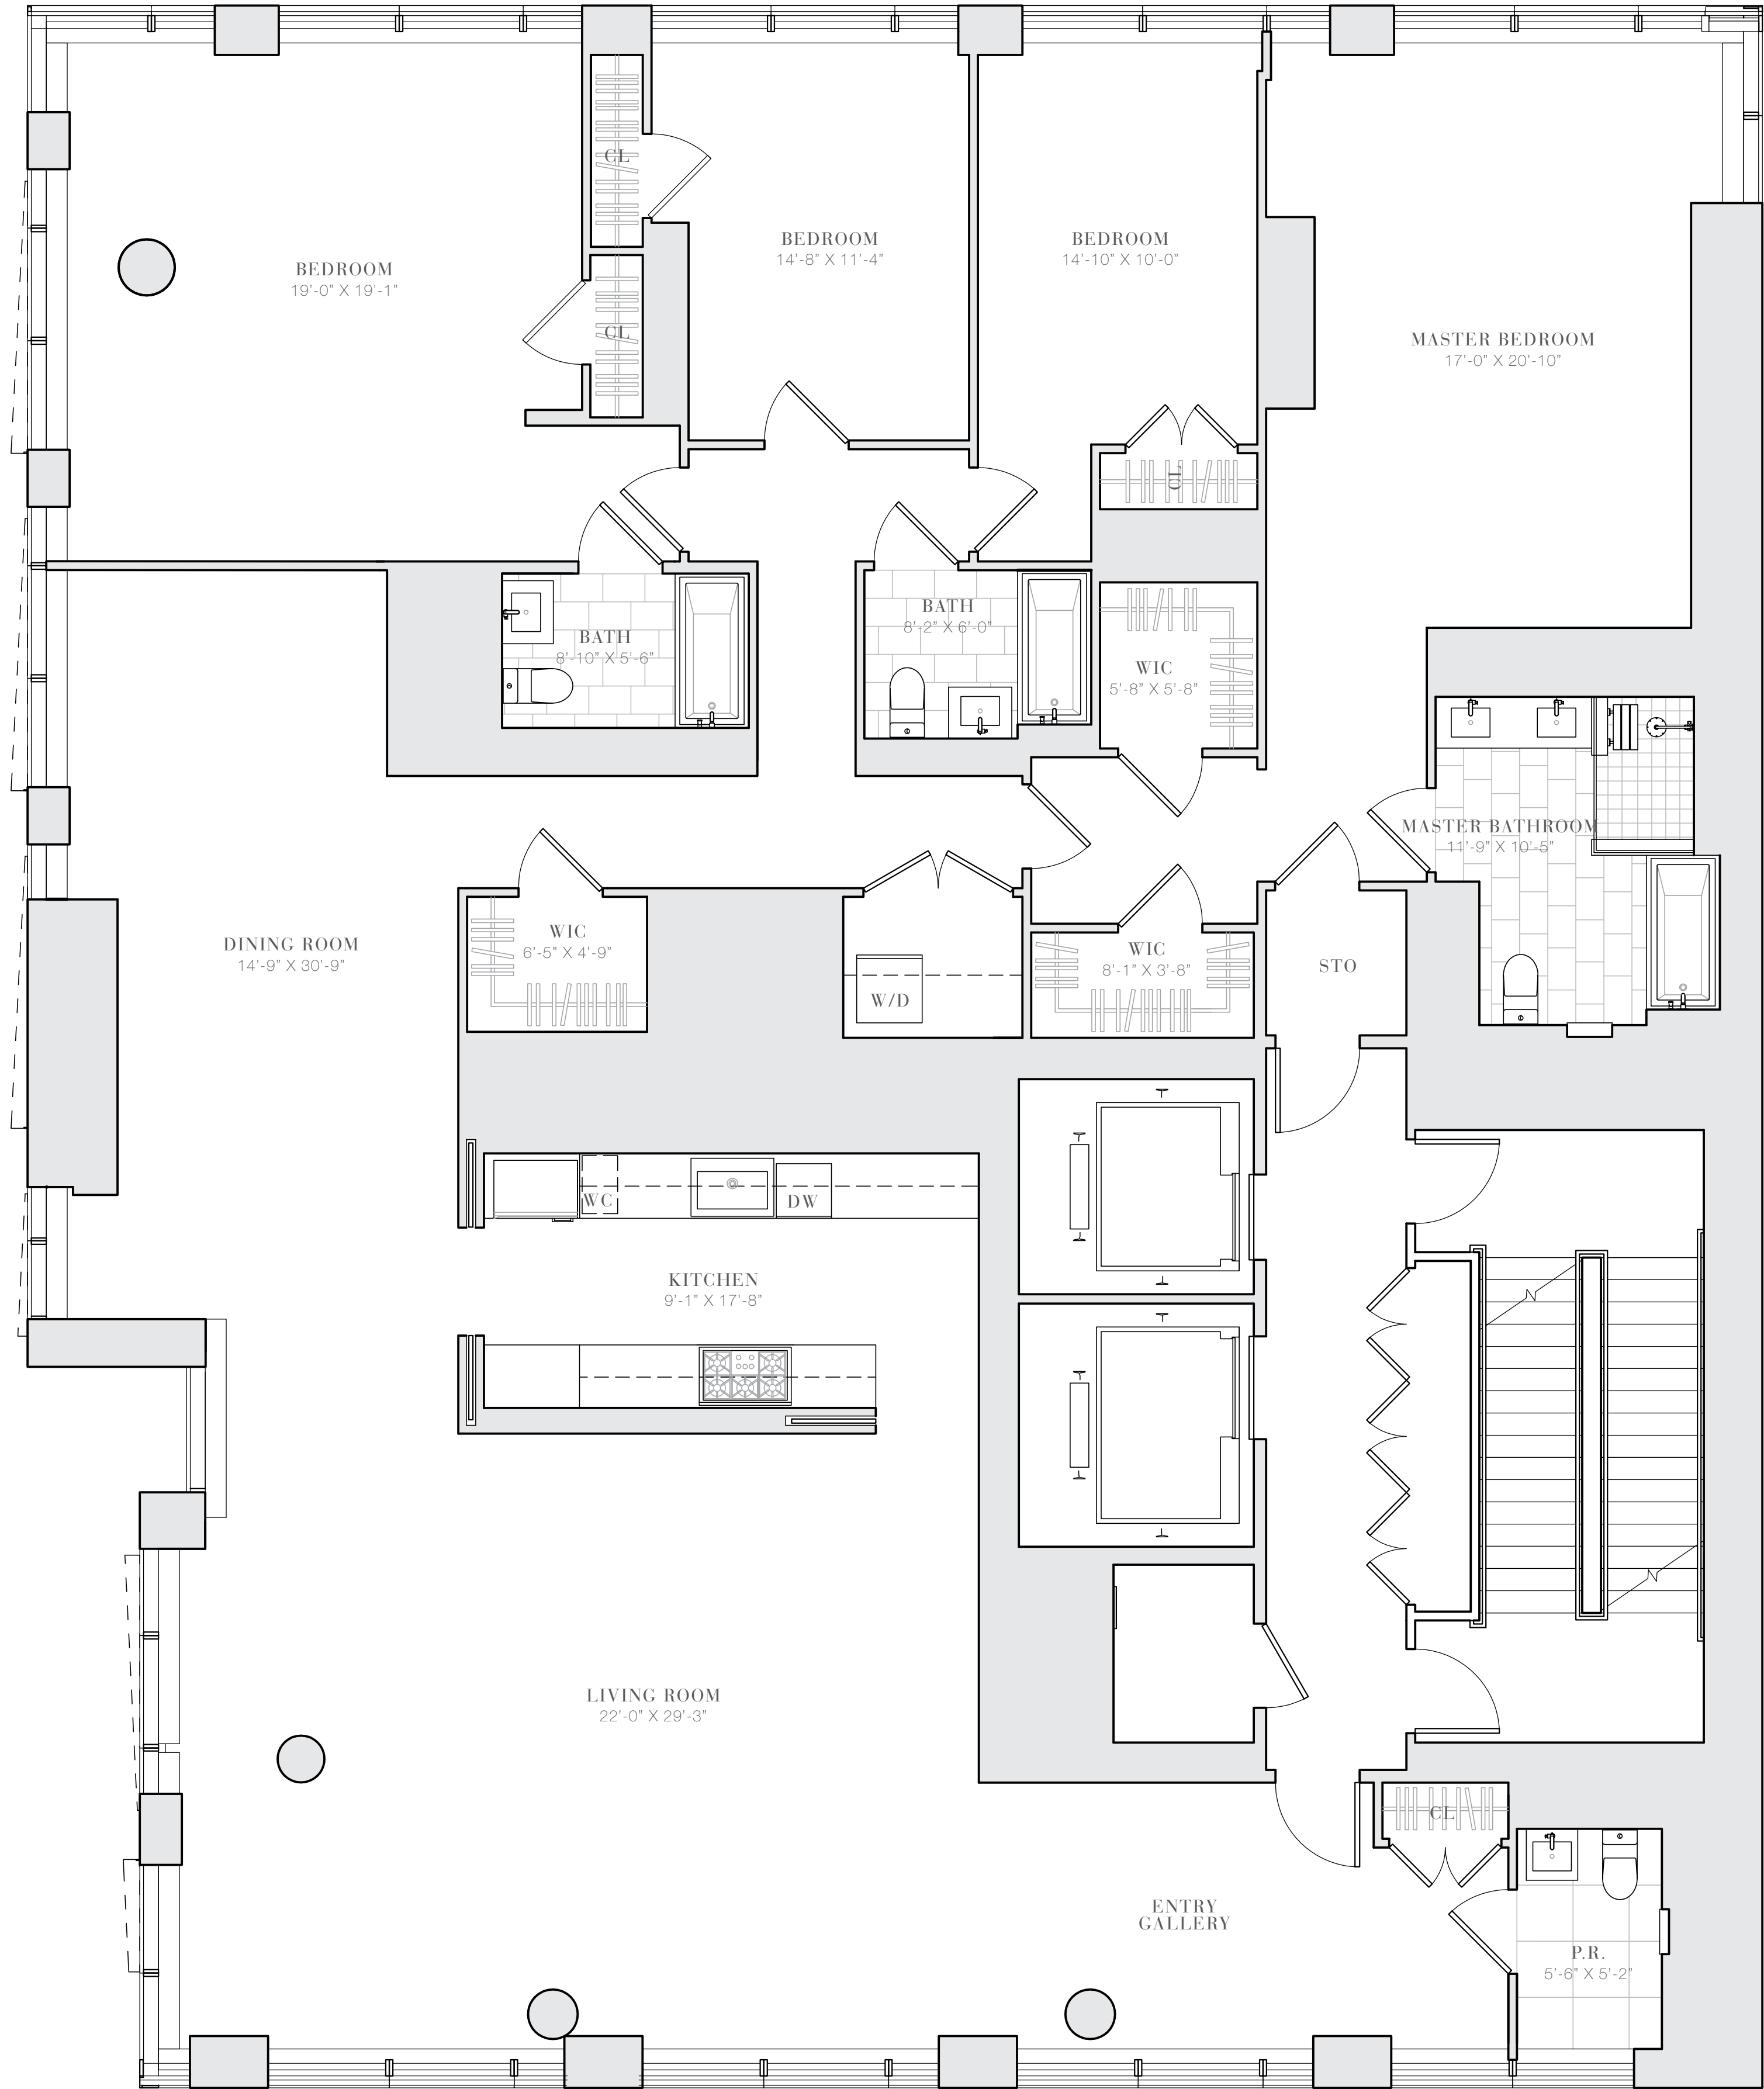 CL
BEDROOM
14'-8" X 11'-4"
BEDROOM
14'-10" X 10'-0"
BEDROOM
19'-0" X 19'-1"
CL
MASTER BEDROOM
17'-0" X 20'-10"
CL
BATH
8'-10" X 5'-6"
BATH
8'-2" X 6'-0"
WIC
5'-8" X 5'-8"
MASTER BATHROOM
11'-9" X 10'-5"
DINING ROOM
14'-9" X 30'-9"
WIC
6'-5" X 4'-9"
W/D
WIC
8'-1" X 3'-8"
STO
WC
DW
KITCHEN
9'-1" X 17'-8"
LIVING ROOM
22'-0" X 29'-3"
CL
ENTRY
GALLERY
P.R.
5'-6" X 5'-2"